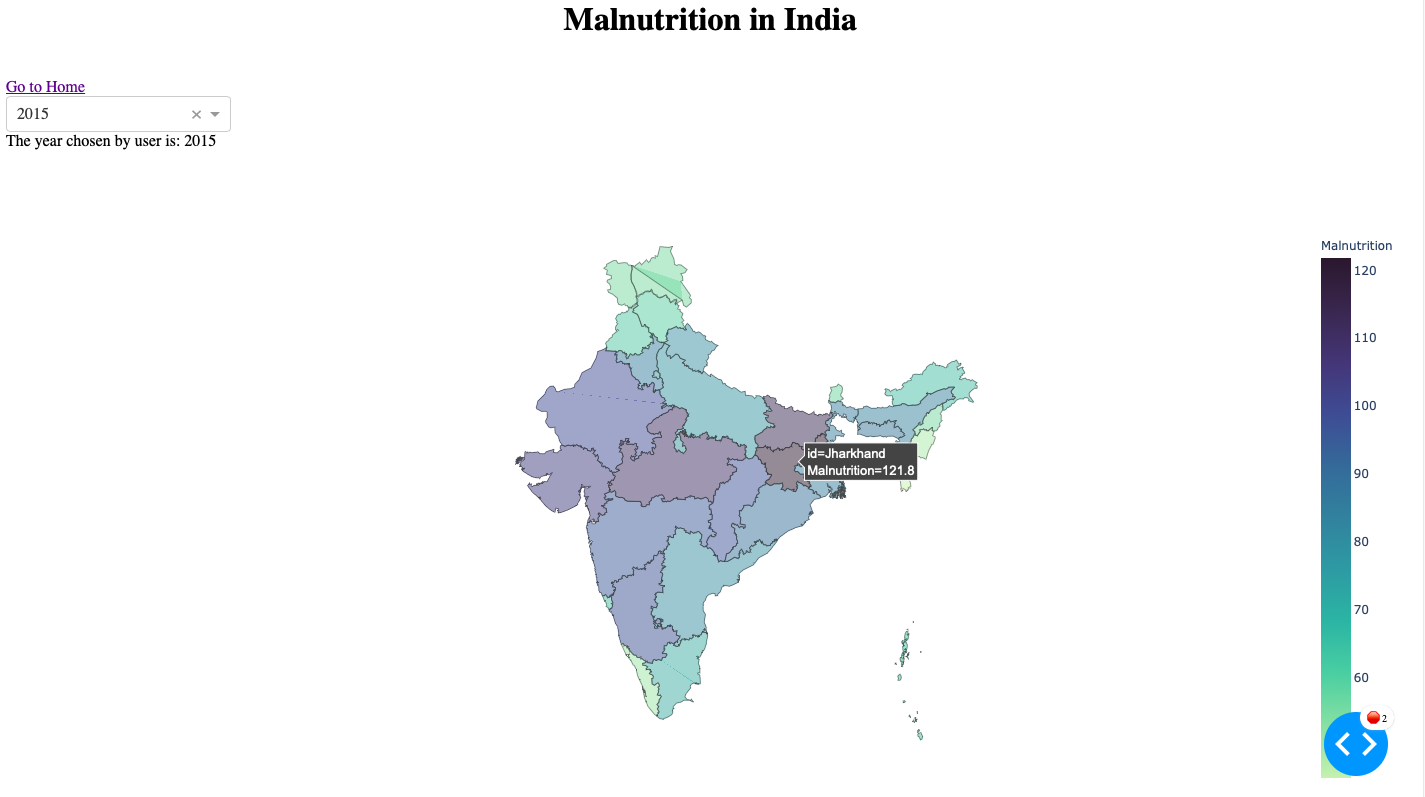 Malnutrition in India
Go to Home
2015
The year chosen by user is: 2015
Malnutrition
120
110
100
90
80
70
60
id=Jharkhand
Malnutrition=121.8
2